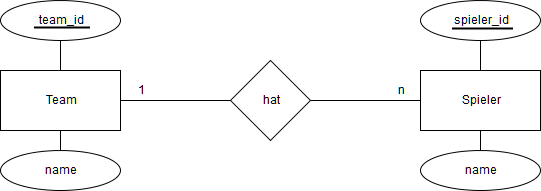 team_id
spieler_id
1
n
Team
hat
Spieler
name
name